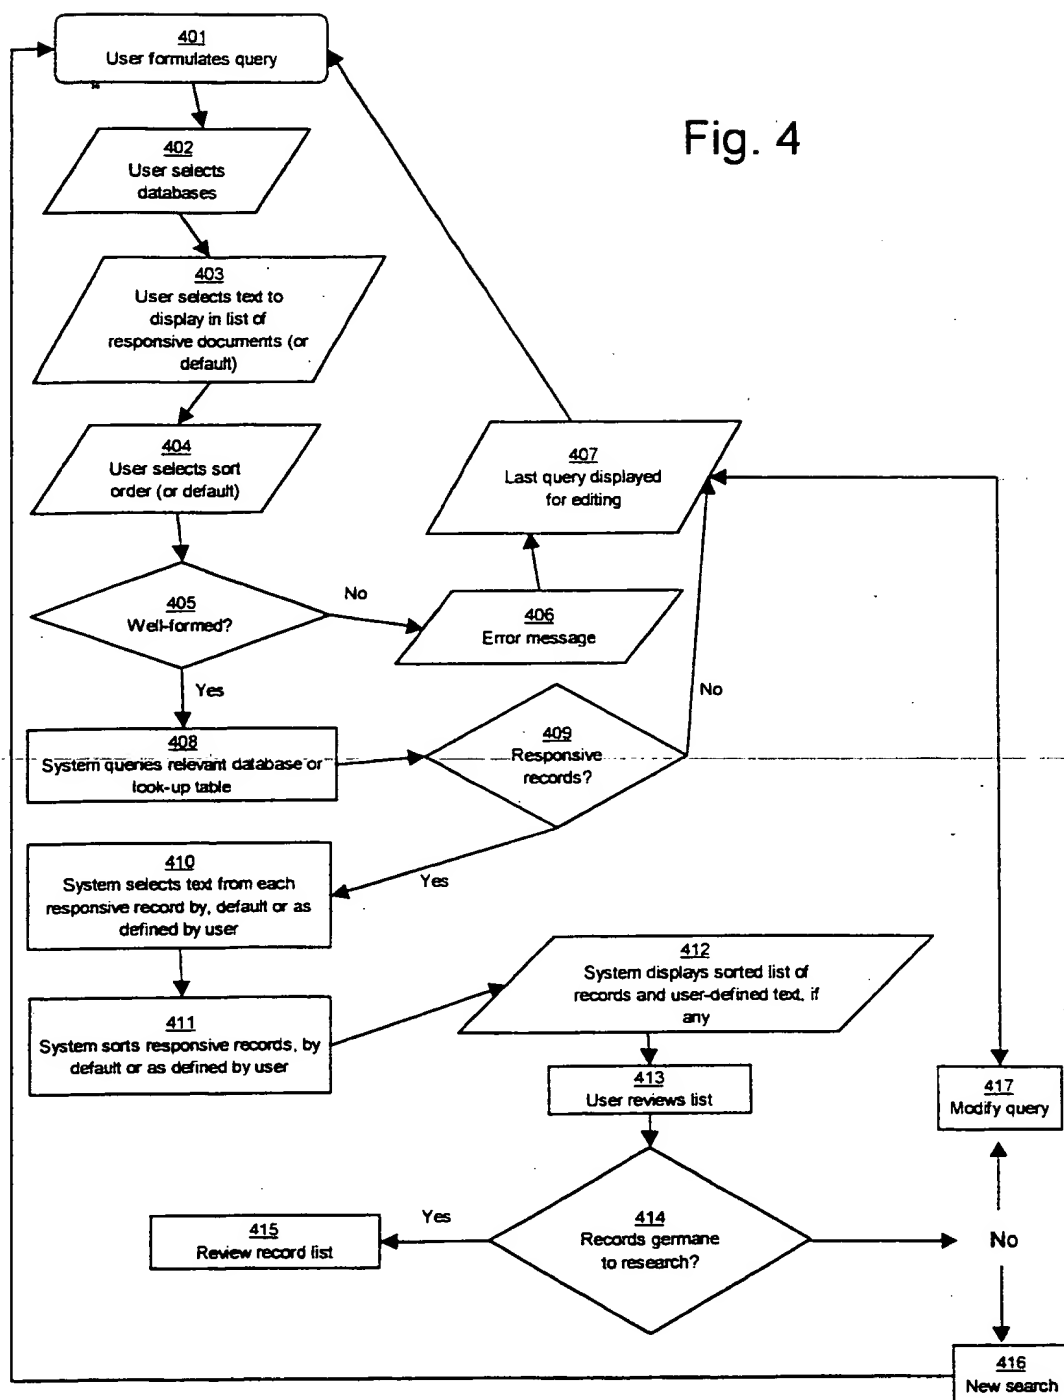 Fig. 4
401
User formulates query
402
User selects
databases
403
User selects text to
display in list of
responsive documents (or
default)
404
User selects sort
order (or default)
407
Last query displayed
for editing
405
Well-formed?
No
406
Error message
Yes
No
408
System queries relevant database or
look-up table
409
Responsive
records?
Yes
410
System selects text from each
responsive record by, default or as
defined by user
411
System sorts responsive records, by
default or as defined by user
412
System displays sorted list of
records and user-defined text, if
any
413
User reviews list
417
Modify query
414
Records germane
to research?
Yes
415
Review record list
No
416
New search